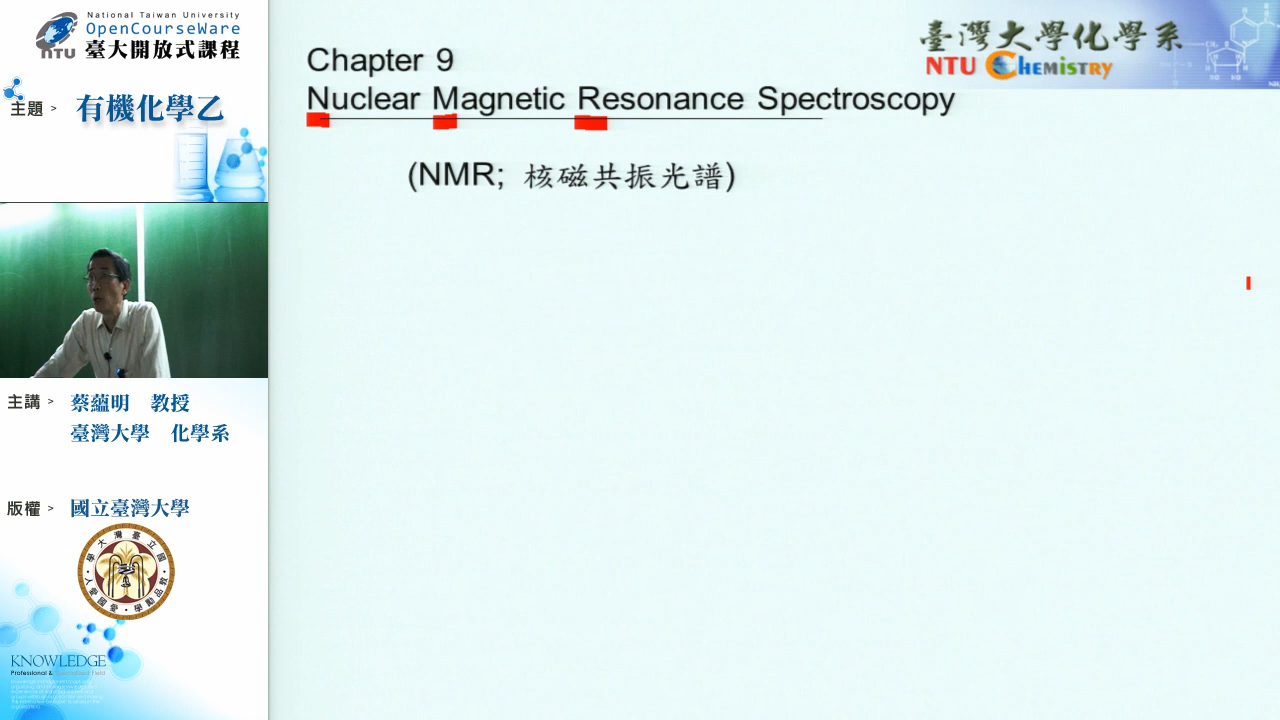 National Taiwan University
OpenCourseWare
NTU 臺大開放式課程
主題 > 有機化學乙
主講 > 蔡蘊明 教授
臺灣大學 化學系
版權 > 國立臺灣大學
KNOWLEDGE
臺灣大學化學系
NTU Chemistry
Chapter 9
Nuclear Magnetic Resonance Spectroscopy
(NMR; 核磁共振光譜)